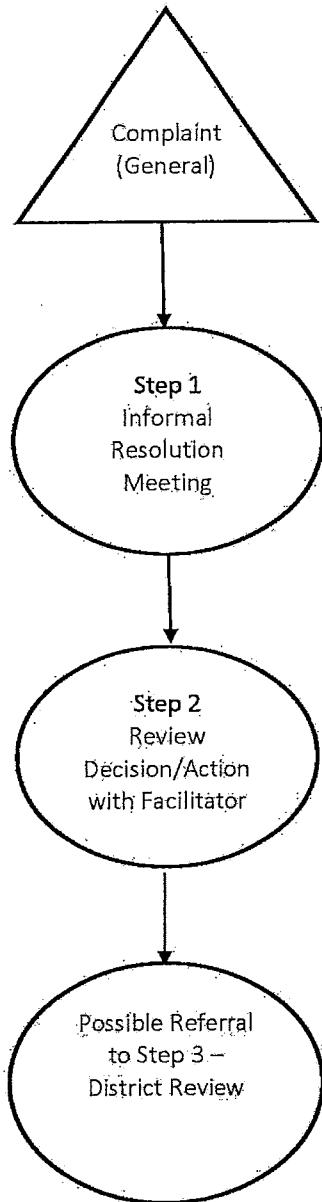 Complaint
(General)
Step 1
Informal
Resolution
Meeting
Step 2
Review
Decision/Action
with Facilitator
Possible Referral
to Step 3 –
District Review